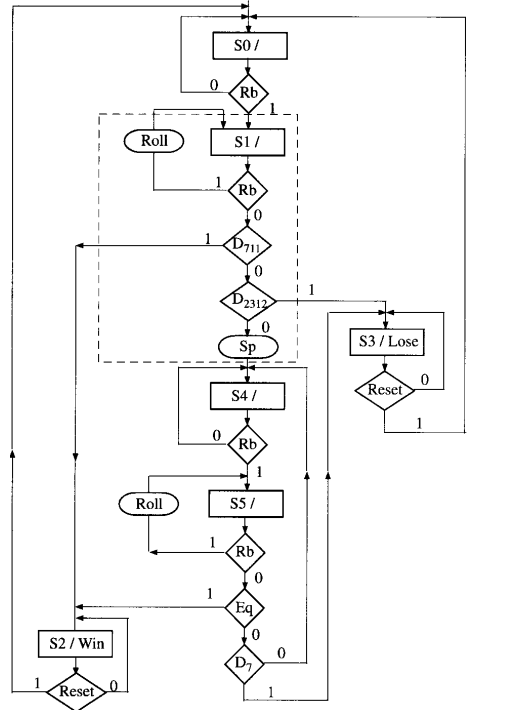 S0 /
0
Rb
1
Roll
S1 /
1
Rb
0
1
D711
0
D2312
1
0
Sp
S3 / Lose
Reset
0
1
S4 /
0
Rb
1
Roll
S5 /
1
Rb
0
1
Eq
0
S2 / Win
D7
0
1
Reset
0
1